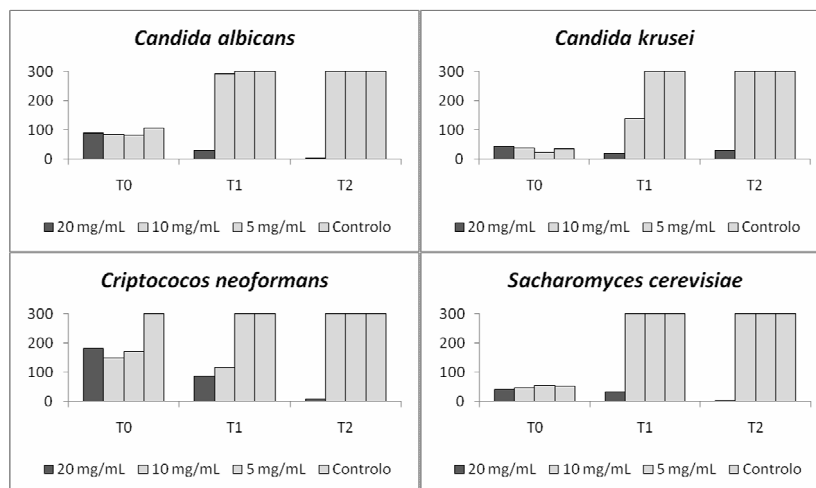 Candida albicans
300
200
100
0
T0 T1 T2
20 mg/mL 10 mg/mL 5 mg/mL Controlo
Candida krusei
300
200
100
0
T0 T1 T2
20 mg/mL 10 mg/mL 5 mg/mL Controlo
Criptococos neoformans
300
200
100
0
T0 T1 T2
20 mg/mL 10 mg/mL 5 mg/mL Controlo
Sacharomyces cerevisiae
300
200
100
0
T0 T1 T2
20 mg/mL 10 mg/mL 5 mg/mL Controlo